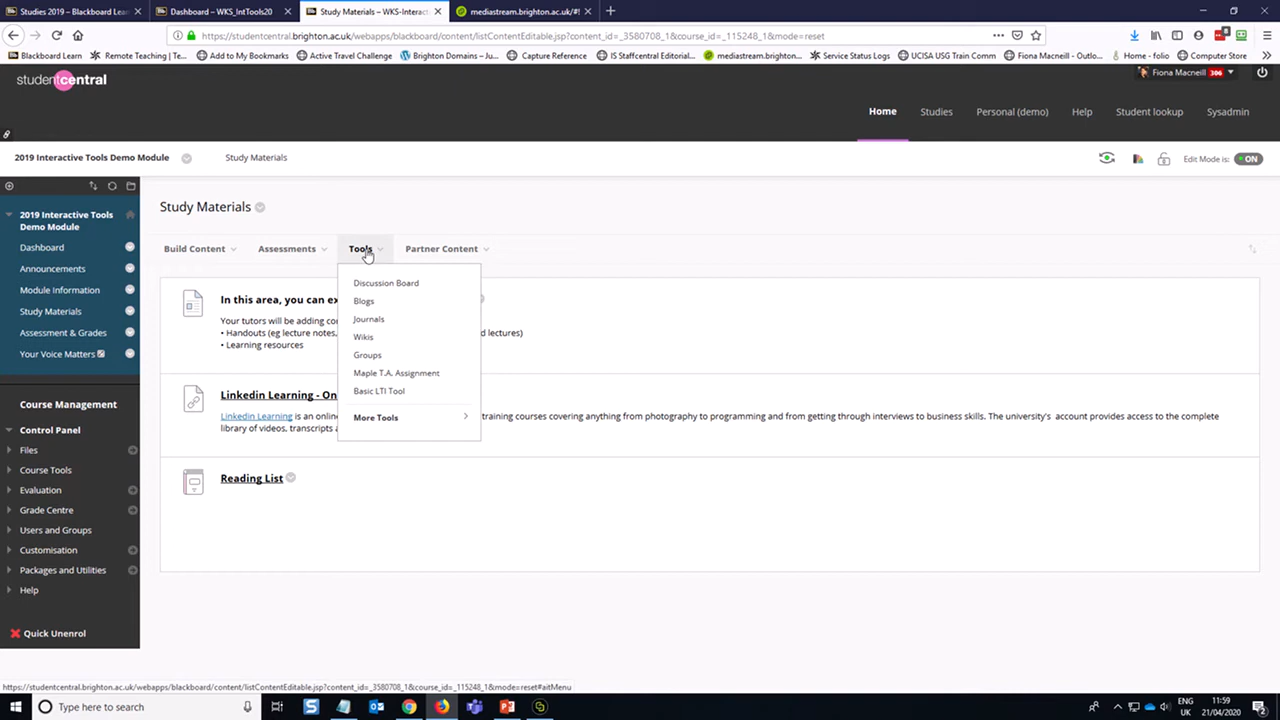 Studies 2019 – Blackboard Learn
Dashboard – WKS_IntTools20
Study Materials – WKS-Interac
mediastream.brighton.ac.uk/#!
https://studentcentral.brighton.ac.uk/webapps/blackboard/content/listContentEditable.jsp?content_id=_3580708_1&course_id=_115248_1&mode=reset
Blackboard Learn
Remote Teaching | Te...
Add to My Bookmarks
Active Travel Challenge
Brighton Domains – Ju...
Capture Reference
IS Staffcentral Editorial...
mediastream.brighton...
Service Status Logs
UCISA USG Train Comm
Fiona Macneill – Outlo...
Home - folio
Computer Store
studentcentral
Fiona Macneill 306
Home
Studies
Personal (demo)
Help
Student lookup
Sysadmin
2019 Interactive Tools Demo Module
Study Materials
Edit Mode is: ON
2019 Interactive Tools
Demo Module
Dashboard
Announcements
Module Information
Study Materials
Assessment & Grades
Your Voice Matters
Course Management
Control Panel
Files
Course Tools
Evaluation
Grade Centre
Users and Groups
Customisation
Packages and Utilities
Help
Quick Unenrol
Study Materials
Build Content
Assessments
Tools
Partner Content
Discussion Board
Blogs
Journals
Wikis
Groups
Maple T.A. Assignment
Basic LTI Tool
More Tools
In this area, you can ex
Your tutors will be adding co
• Handouts (eg lecture notes, d lectures)
• Learning resources
Linkedin Learning - On
Linkedin Learning is an onlin training courses covering anything from photography to programming and from getting through interviews to business skills. The university's account provides access to the complete
library of videos, transcripts a
Reading List
https://studentcentral.brighton.ac.uk/webapps/blackboard/content/listContentEditable.jsp?content_id=_3580708_1&course_id=_115248_1&mode=reset#aitMenu
Type here to search
ENG
UK
11:59
21/04/2020
2